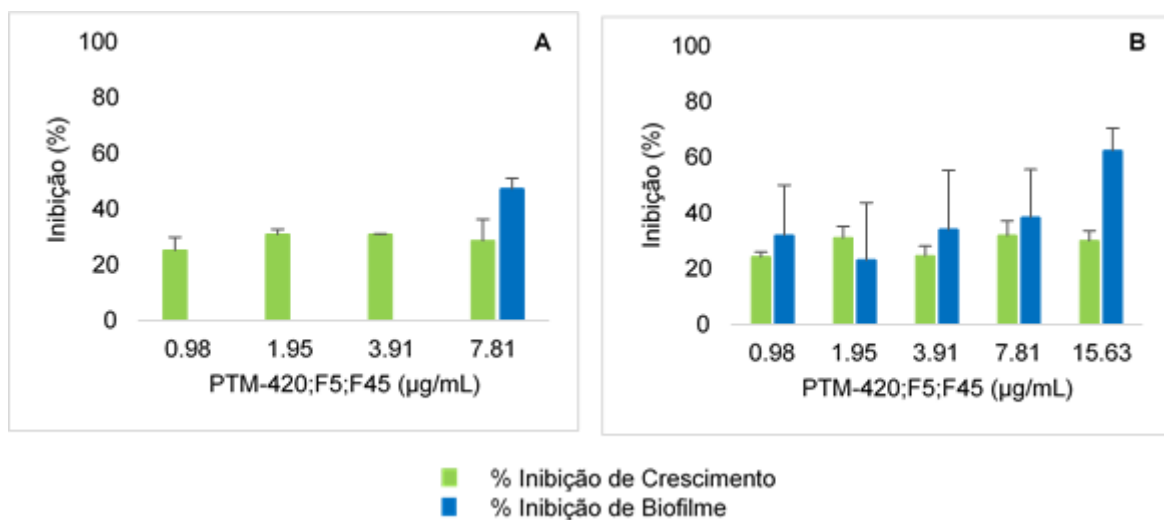 A
100
80
60
40
20
0
Inibição (%)
0.98 1.95 3.91 7.81
PTM-420;F5;F45 (µg/mL)
B
100
80
60
40
20
0
Inibição (%)
0.98 1.95 3.91 7.81 15.63
PTM-420;F5;F45 (µg/mL)
% Inibição de Crescimento
% Inibição de Biofilme